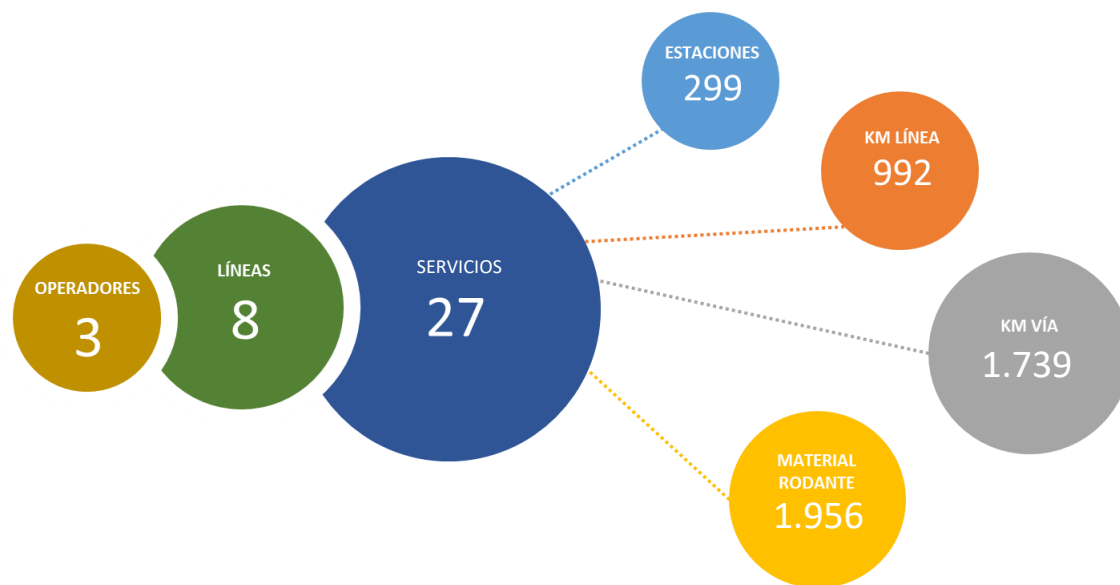 OPERADORES
3
LÍNEAS
8
SERVICIOS
27
ESTACIONES
299
KM LÍNEA
992
KM VÍA
1.739
MATERIAL
RODANTE
1.956